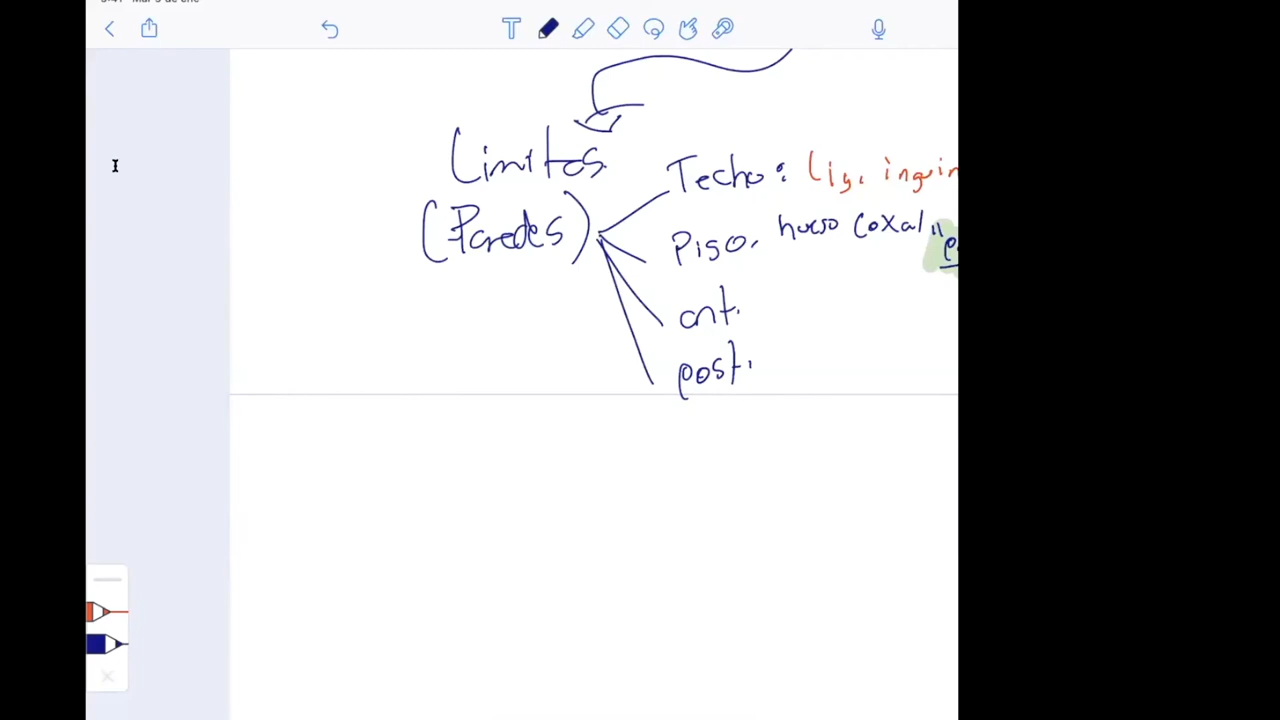 Limites
(Paredes)
Techo: Lig. inguin
Piso. hueso coxal "p
ant.
post.